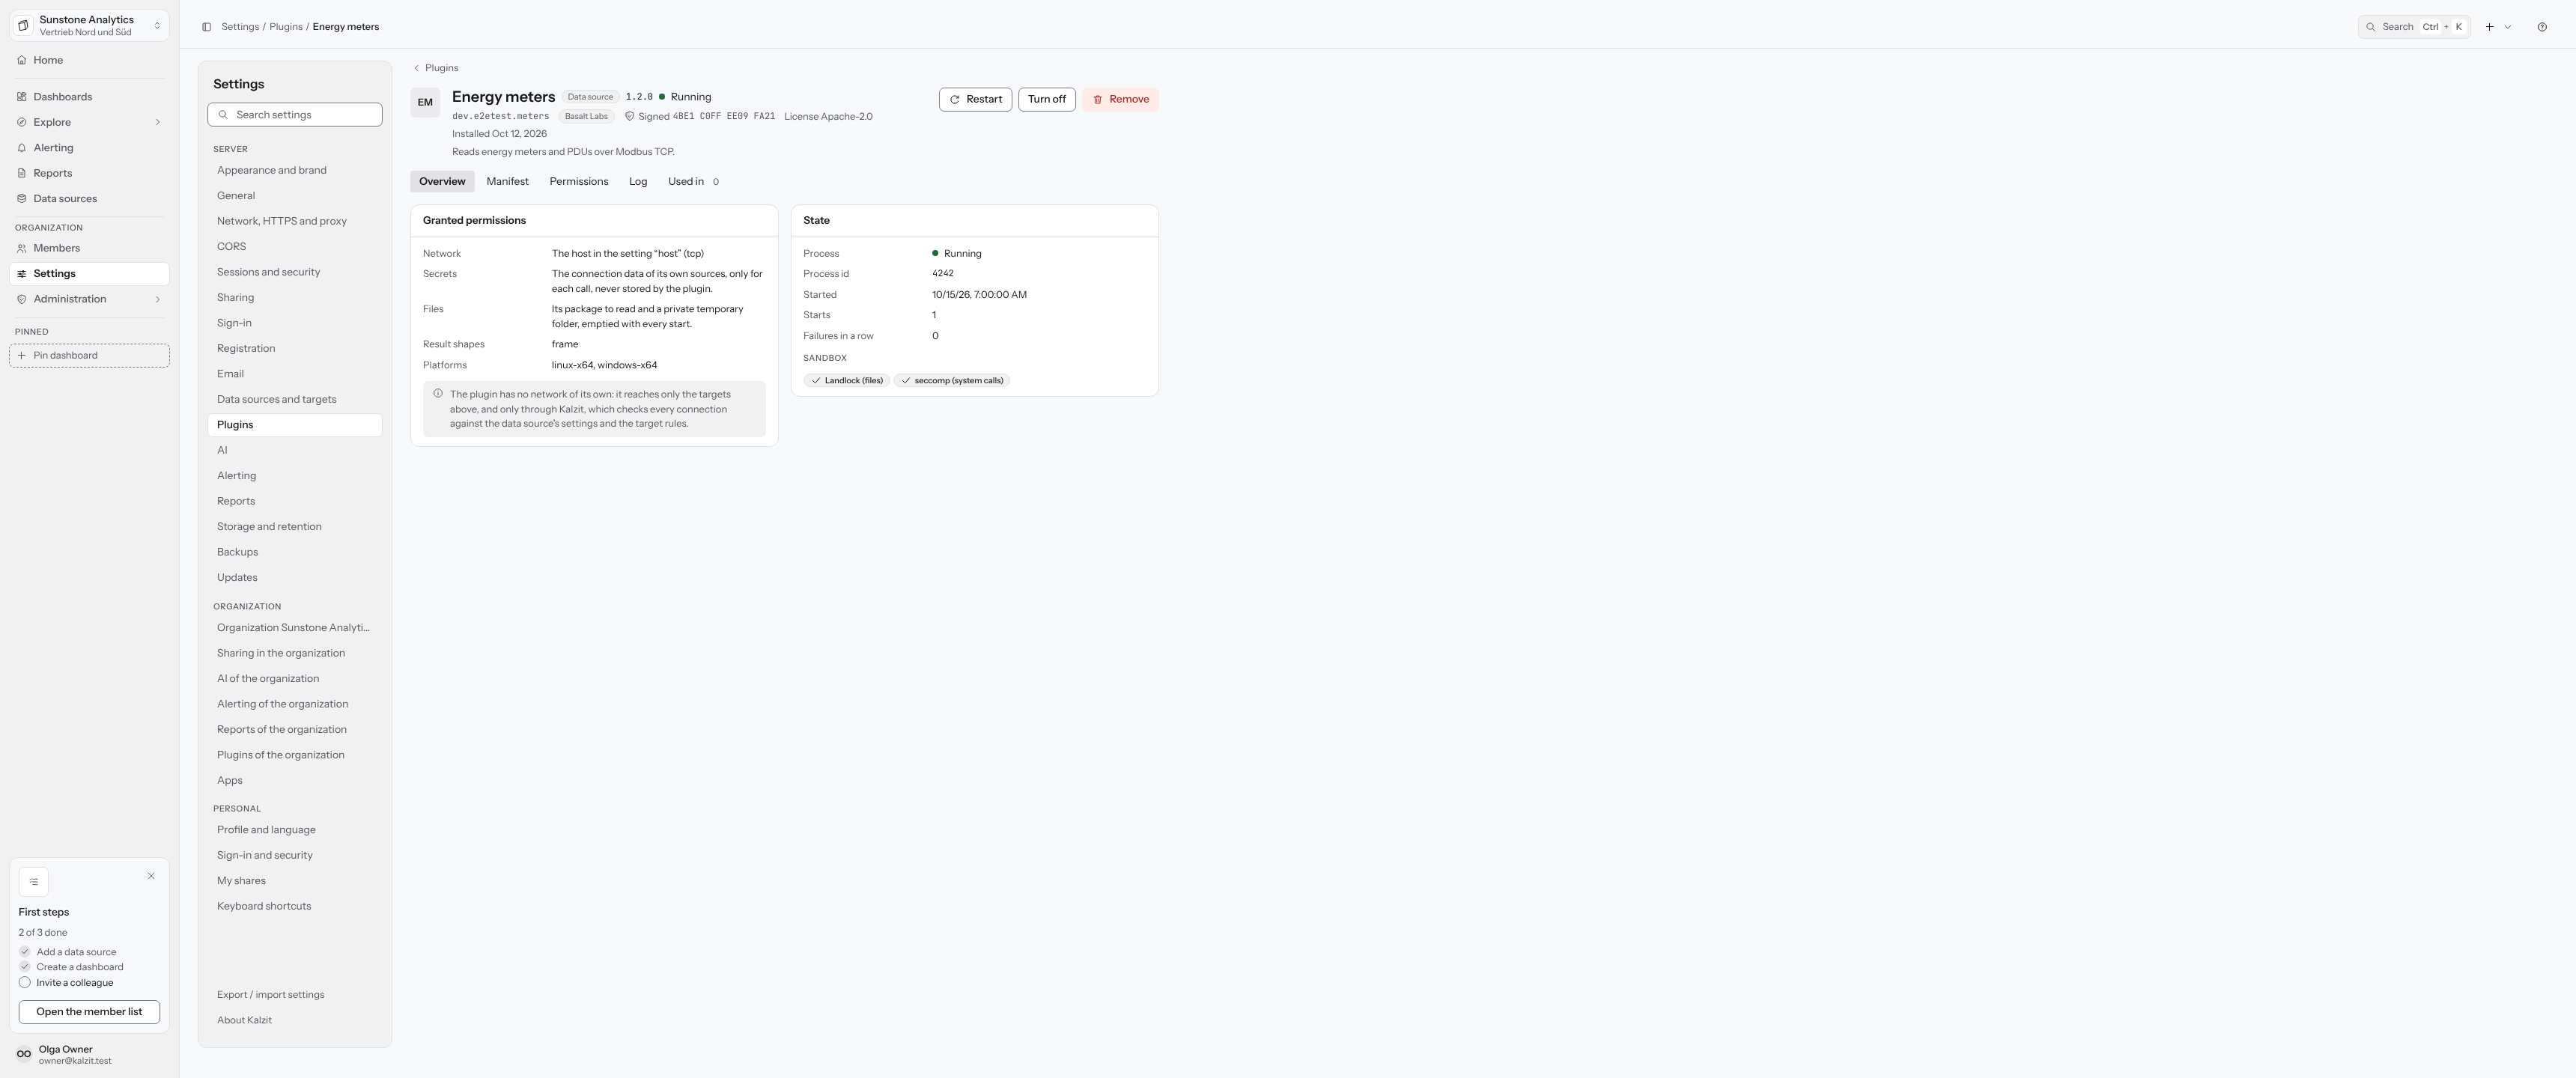 Sunstone Analytics
Vertrieb Nord und Süd
Home
Dashboards
Explore
Alerting
Reports
Data sources
ORGANIZATION
Members
Settings
Administration
PINNED
Pin dashboard
First steps
2 of 3 done
Add a data source
Create a dashboard
Invite a colleague
Open the member list
OO
Olga Owner
owner@kalzit.test
Settings / Plugins / Energy meters
Search Ctrl + K
Settings
Search settings
SERVER
Appearance and brand
General
Network, HTTPS and proxy
CORS
Sessions and security
Sharing
Sign-in
Registration
Email
Data sources and targets
Plugins
AI
Alerting
Reports
Storage and retention
Backups
Updates
ORGANIZATION
Organization Sunstone Analyti...
Sharing in the organization
AI of the organization
Alerting of the organization
Reports of the organization
Plugins of the organization
Apps
PERSONAL
Profile and language
Sign-in and security
My shares
Keyboard shortcuts
Export / import settings
About Kalzit
Plugins
EM
Energy meters Data source 1.2.0 Running
dev.e2etest.meters Basalt Labs Signed 4BE1 C0FF EE09 FA21 License Apache-2.0
Installed Oct 12, 2026
Reads energy meters and PDUs over Modbus TCP.
Restart Turn off Remove
Overview Manifest Permissions Log Used in 0
Granted permissions
Network The host in the setting “host” (tcp)
Secrets The connection data of its own sources, only for
each call, never stored by the plugin.
Files Its package to read and a private temporary
folder, emptied with every start.
Result shapes frame
Platforms linux-x64, windows-x64
The plugin has no network of its own: it reaches only the targets
above, and only through Kalzit, which checks every connection
against the data source's settings and the target rules.
State
Process Running
Process id 4242
Started 10/15/26, 7:00:00 AM
Starts 1
Failures in a row 0
SANDBOX
Landlock (files) seccomp (system calls)